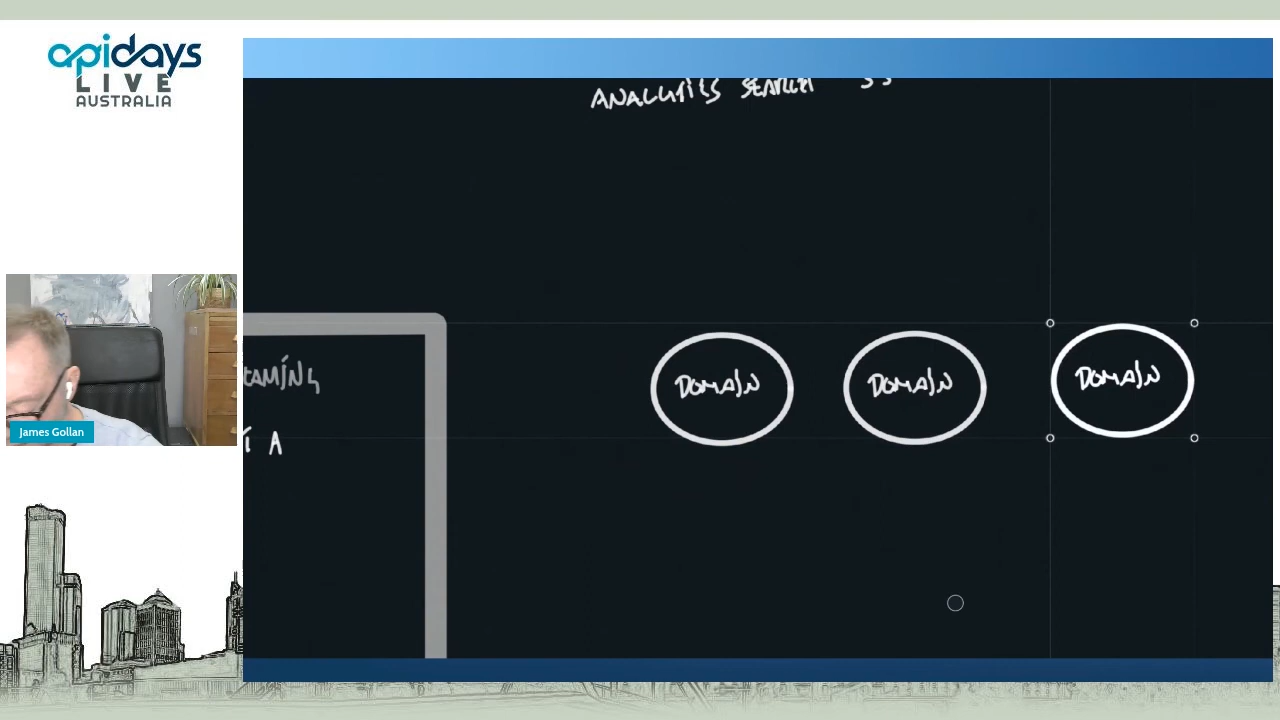 apidays
LIVE
AUSTRALIA
ANALYTICS SEARCH
DOMAIN
DOMAIN
DOMAIN
A
James Gollan